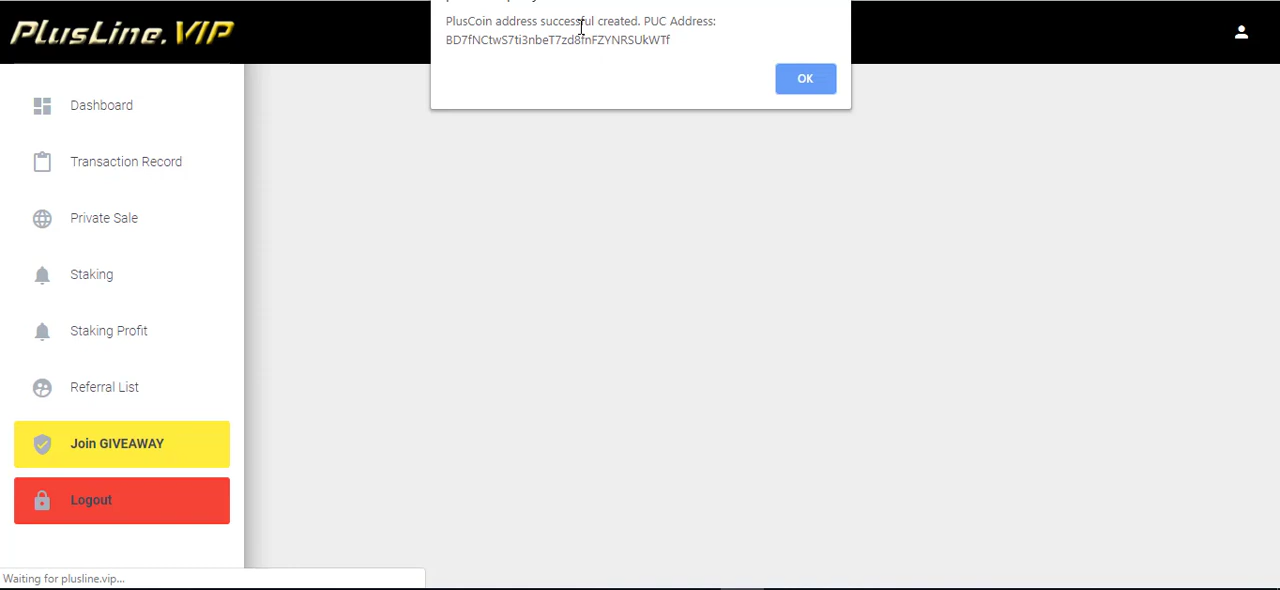 PlusLine.VIP
PlusCoin address successful created. PUC Address:
BD7fNCtwS7ti3nbeT7zd8fnFZYNRSUkWTf
OK
Dashboard
Transaction Record
Private Sale
Staking
Staking Profit
Referral List
Join GIVEAWAY
Logout
Waiting for plusline.vip...